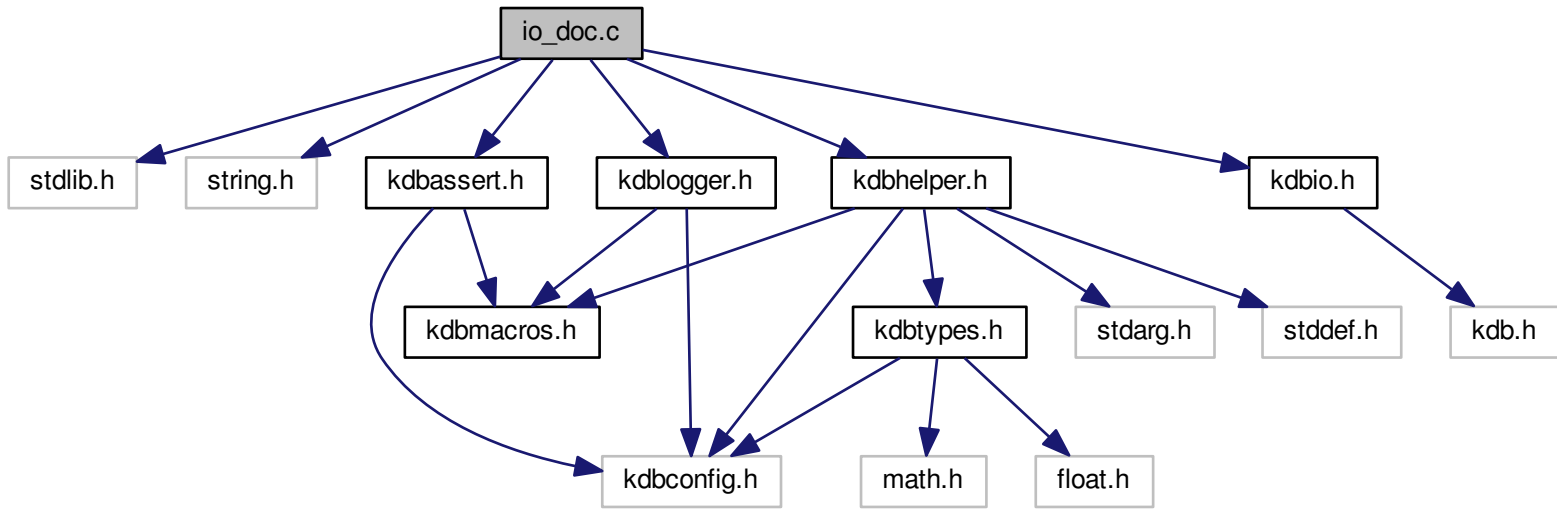 io_doc.c
stdlib.h
string.h
kdbassert.h
kdblogger.h
kdbhelper.h
kdbio.h
kdbmacros.h
kdbtypes.h
stdarg.h
stddef.h
kdb.h
kdbconfig.h
math.h
float.h